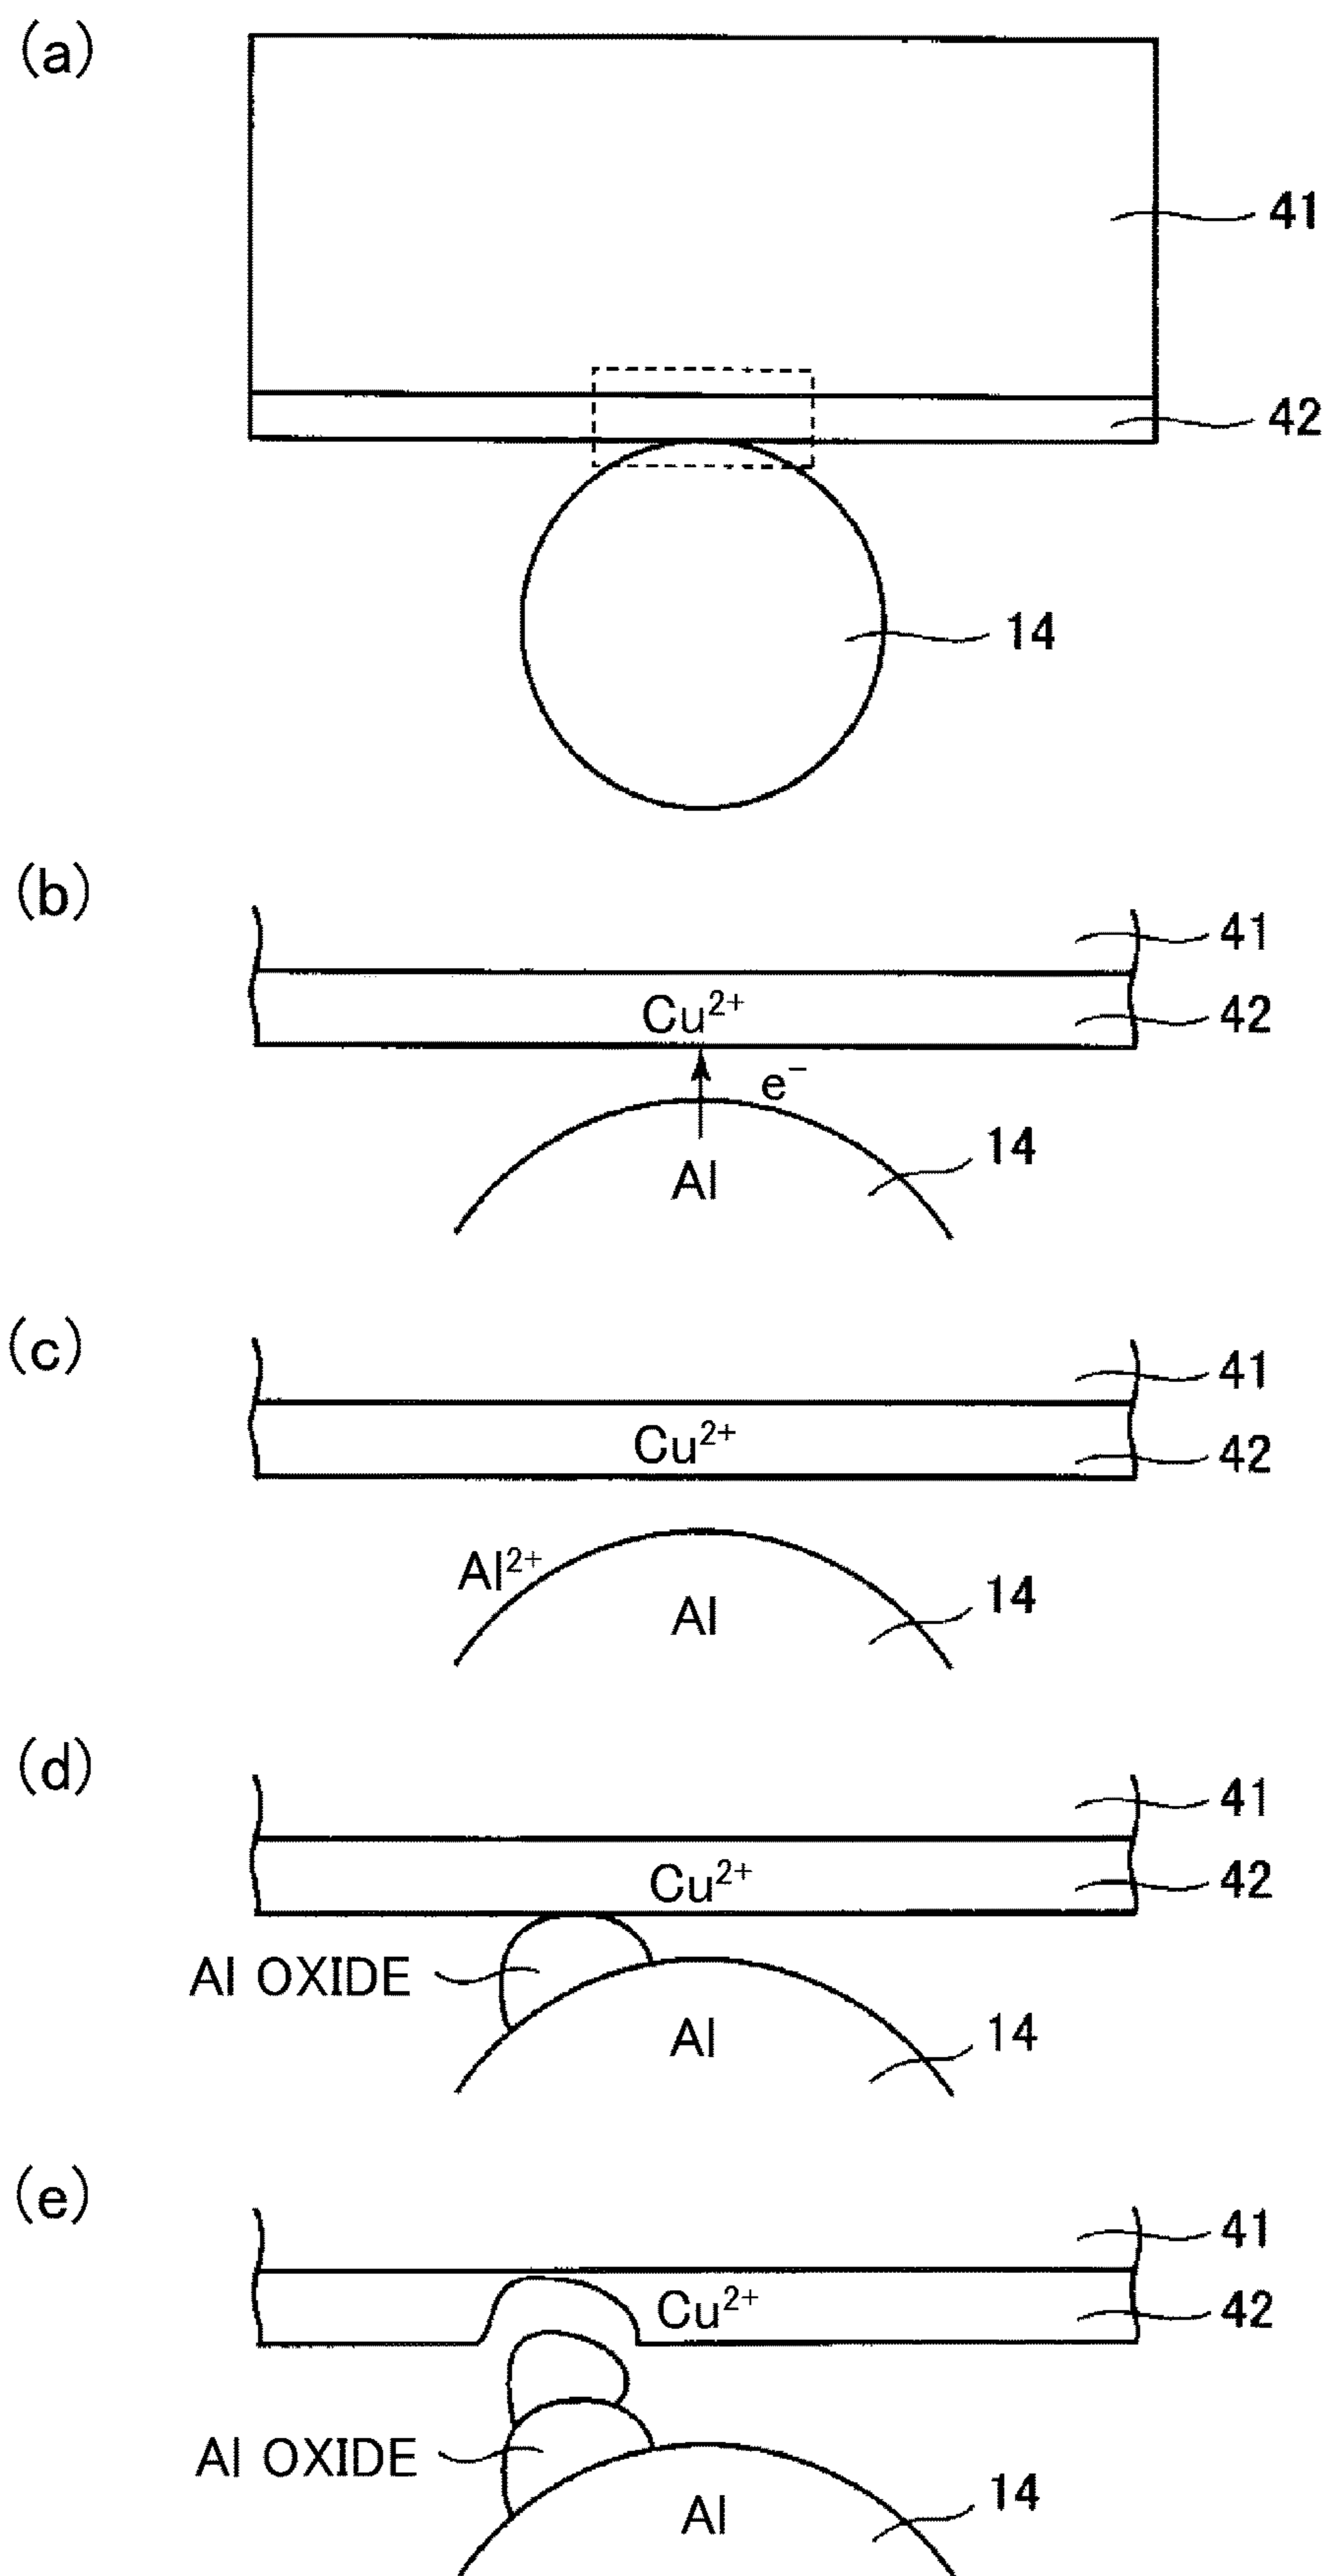 (a)
41
42
14
(b)
41
Cu²⁺ 42
e⁻
14
Al
(c)
41
Cu²⁺ 42
Al²⁺
14
Al
(d)
41
Cu²⁺ 42
Al OXIDE
14
Al
(e)
41
Cu²⁺ 42
Al OXIDE
14
Al